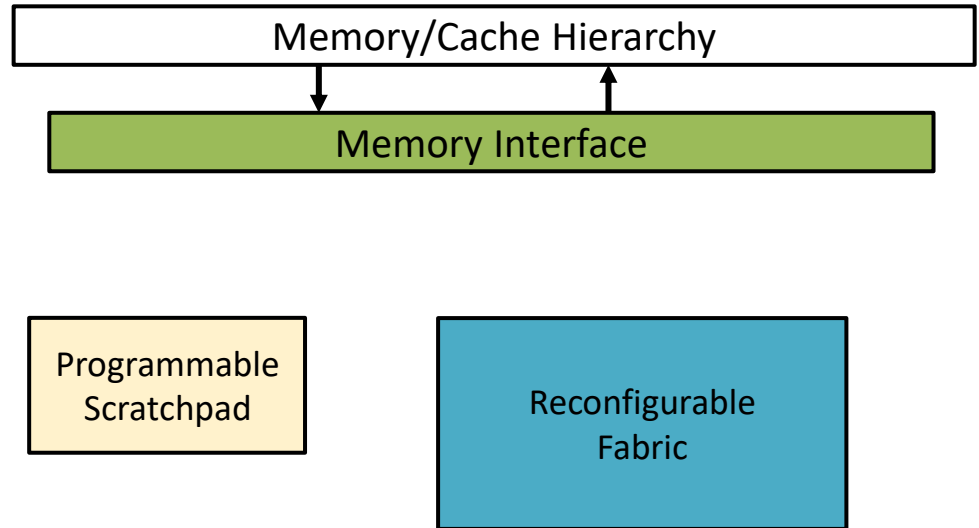 Memory/Cache Hierarchy
Memory Interface
Programmable
Scratchpad
Reconfigurable
Fabric